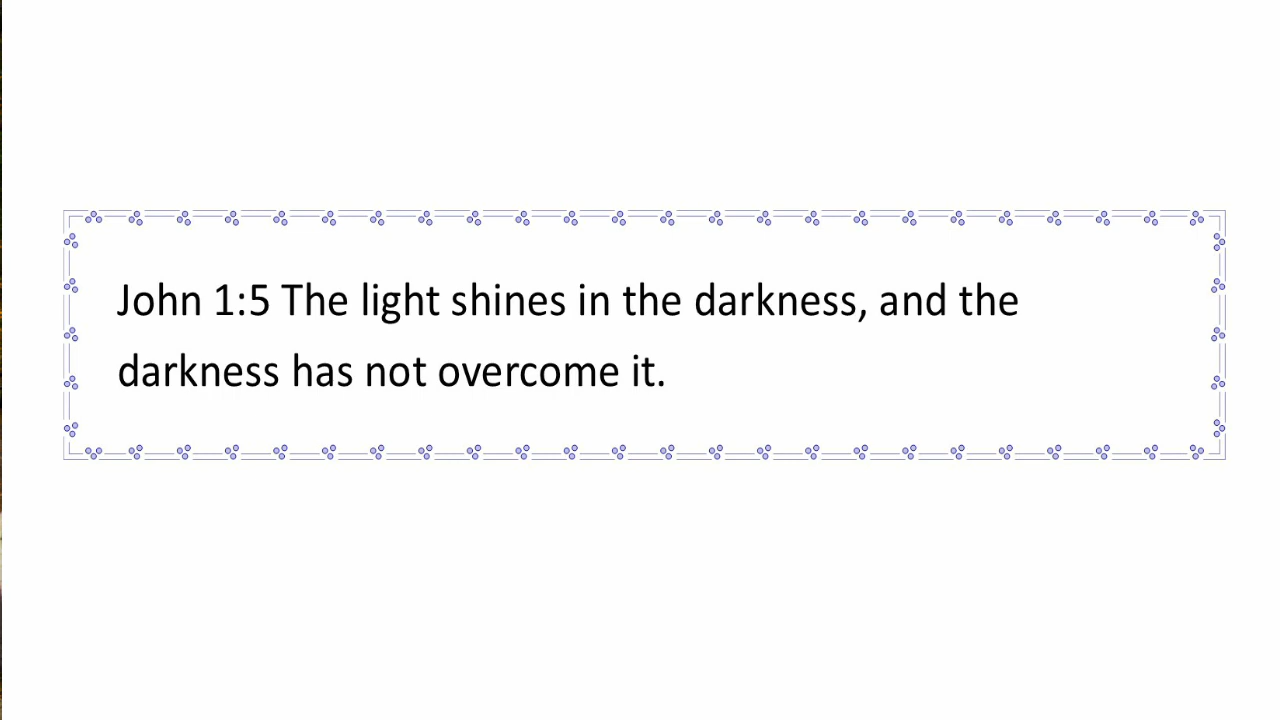 John 1:5 The light shines in the darkness, and the
darkness has not overcome it.